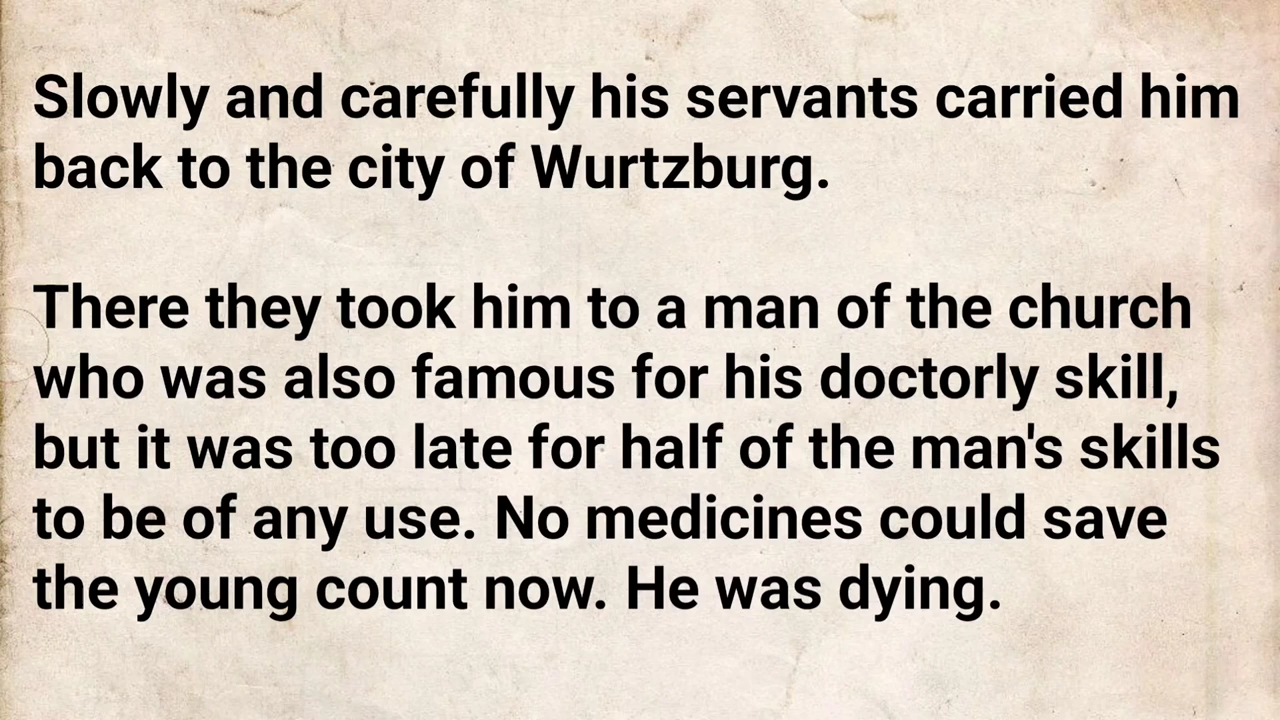 Slowly and carefully his servants carried him
back to the city of Wurtzburg.
There they took him to a man of the church
who was also famous for his doctorly skill,
but it was too late for half of the man's skills
to be of any use. No medicines could save
the young count now. He was dying.